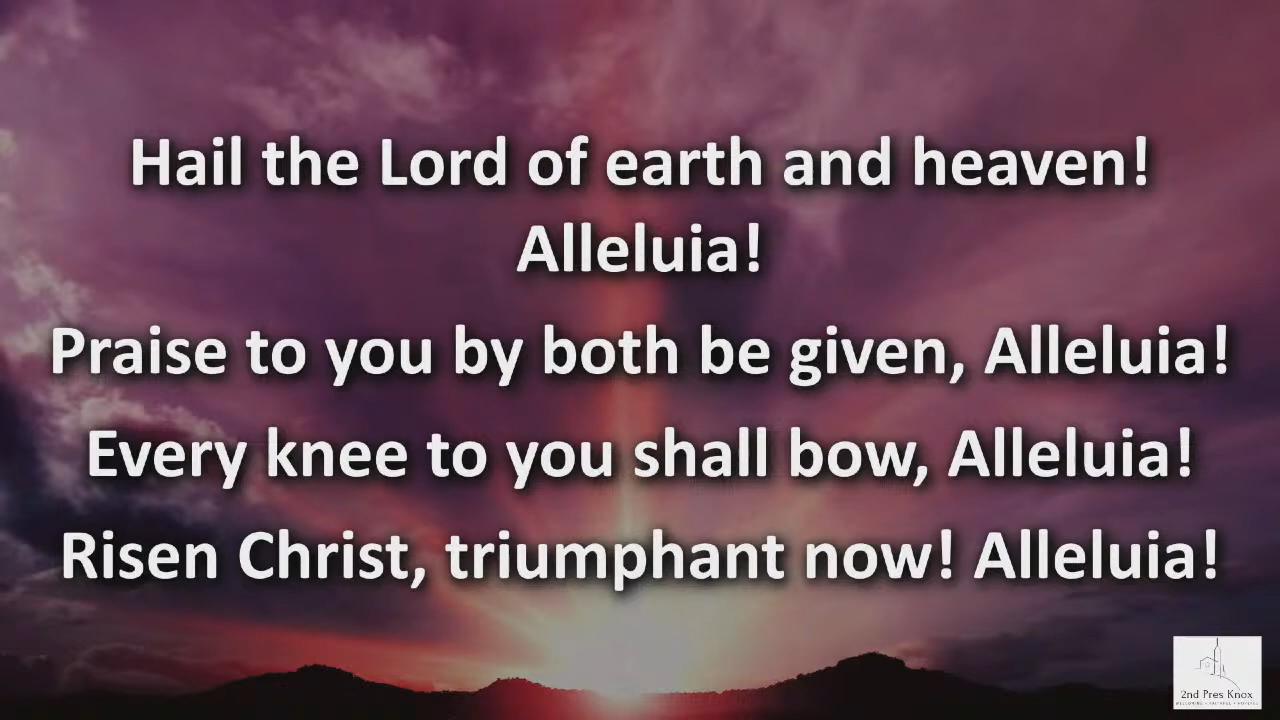 Hail the Lord of earth and heaven!
Alleluia!
Praise to you by both be given, Alleluia!
Every knee to you shall bow, Alleluia!
Risen Christ, triumphant now! Alleluia!
2nd Pres Knox